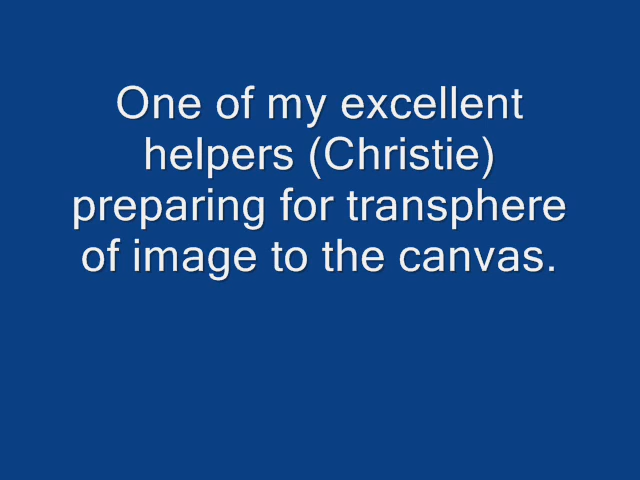 One of my excellent
helpers (Christie)
preparing for transphere
of image to the canvas.